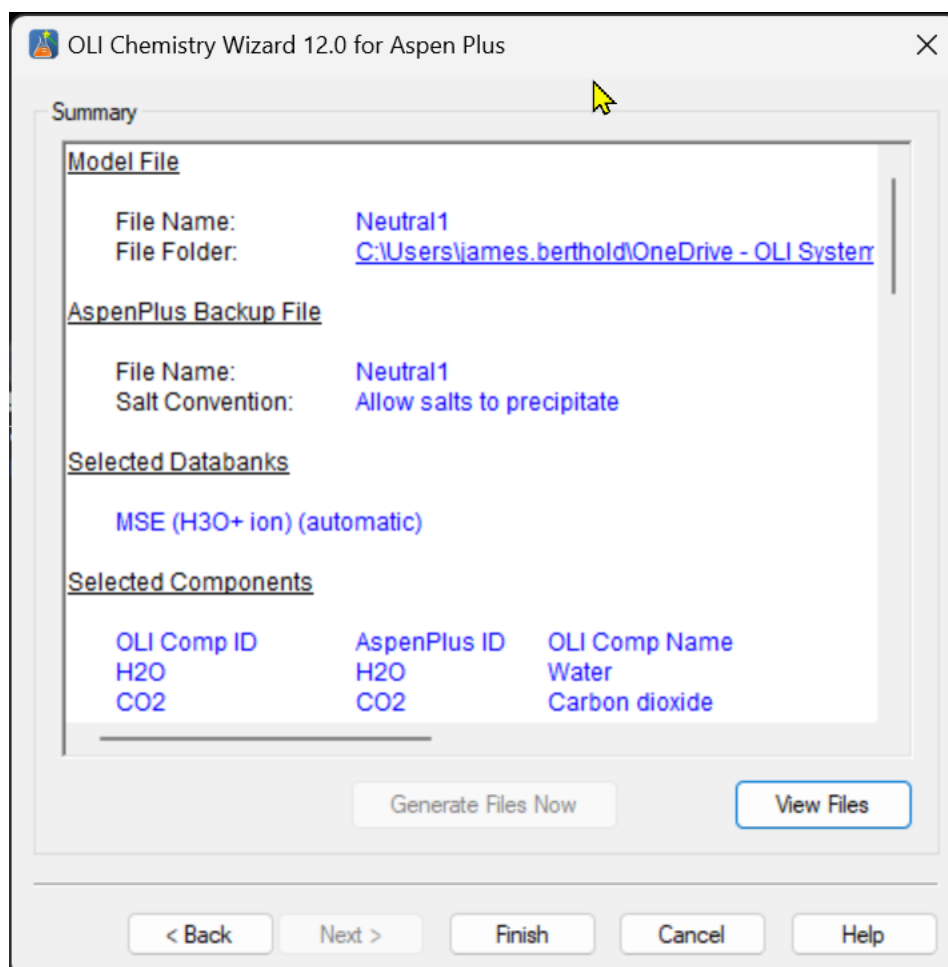 OLI Chemistry Wizard 12.0 for Aspen Plus
Summary
Model File
File Name: Neutral1
File Folder: C:\Users\james.berthold\OneDrive - OLI System
AspenPlus Backup File
File Name: Neutral1
Salt Convention: Allow salts to precipitate
Selected Databanks
MSE (H3O+ ion) (automatic)
Selected Components
OLI Comp ID AspenPlus ID OLI Comp Name
H2O H2O Water
CO2 CO2 Carbon dioxide
Generate Files Now View Files
< Back Next > Finish Cancel Help